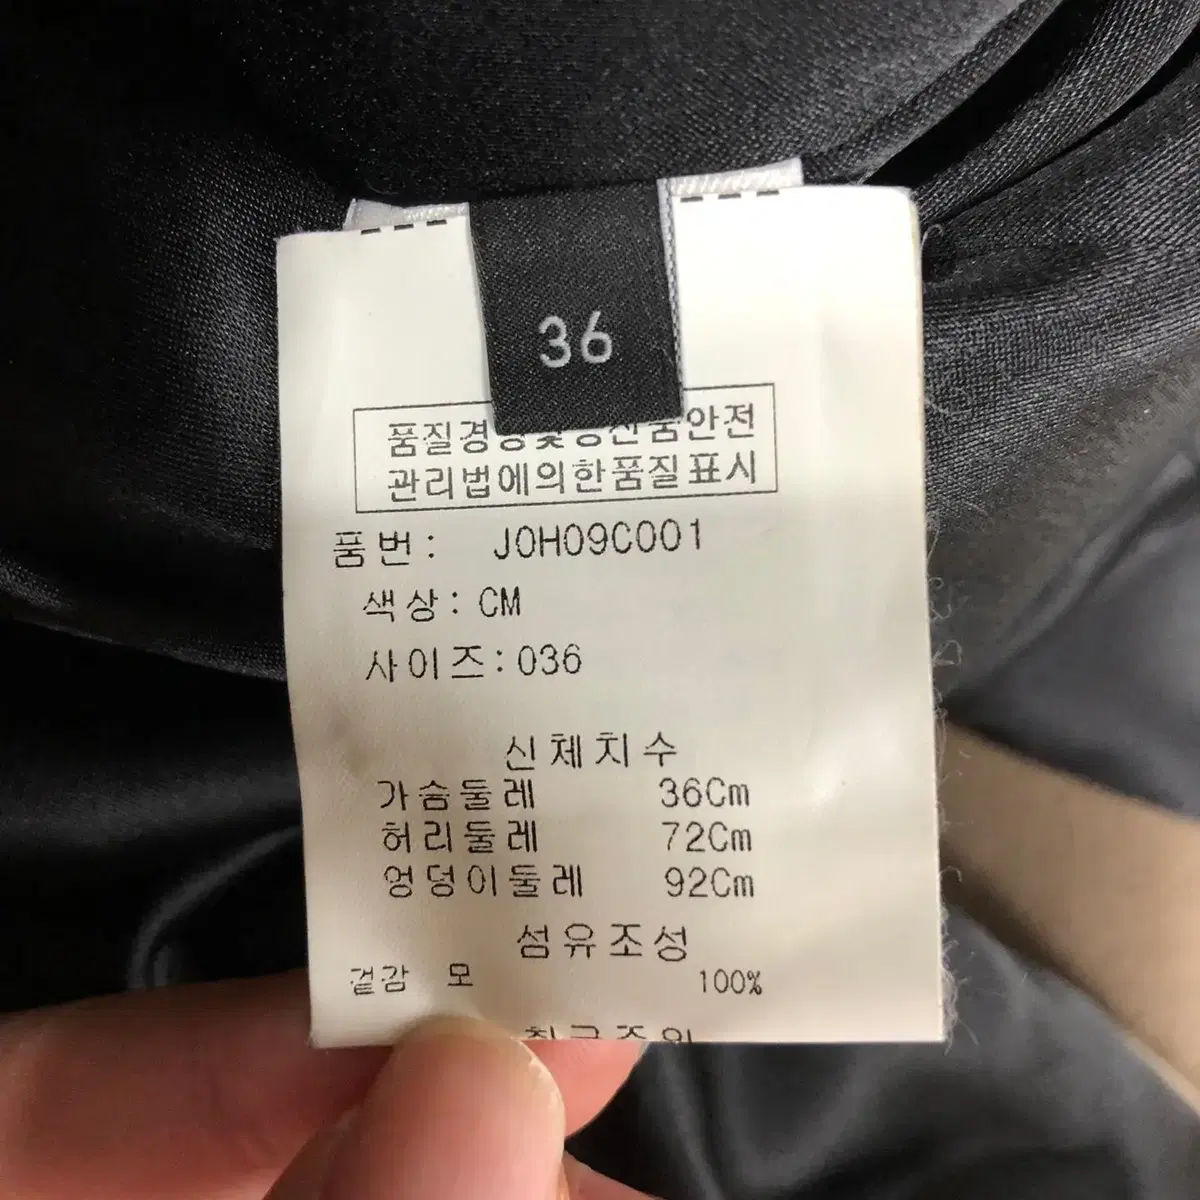 36
품질경영및공산품안전
관리법에의한품질표시
품번: J0H09C001
색상: CM
사이즈: 036
신체치수
가슴둘레 36Cm
허리둘레 72Cm
엉덩이둘레 92Cm
섬유조성
겉감 모 100%